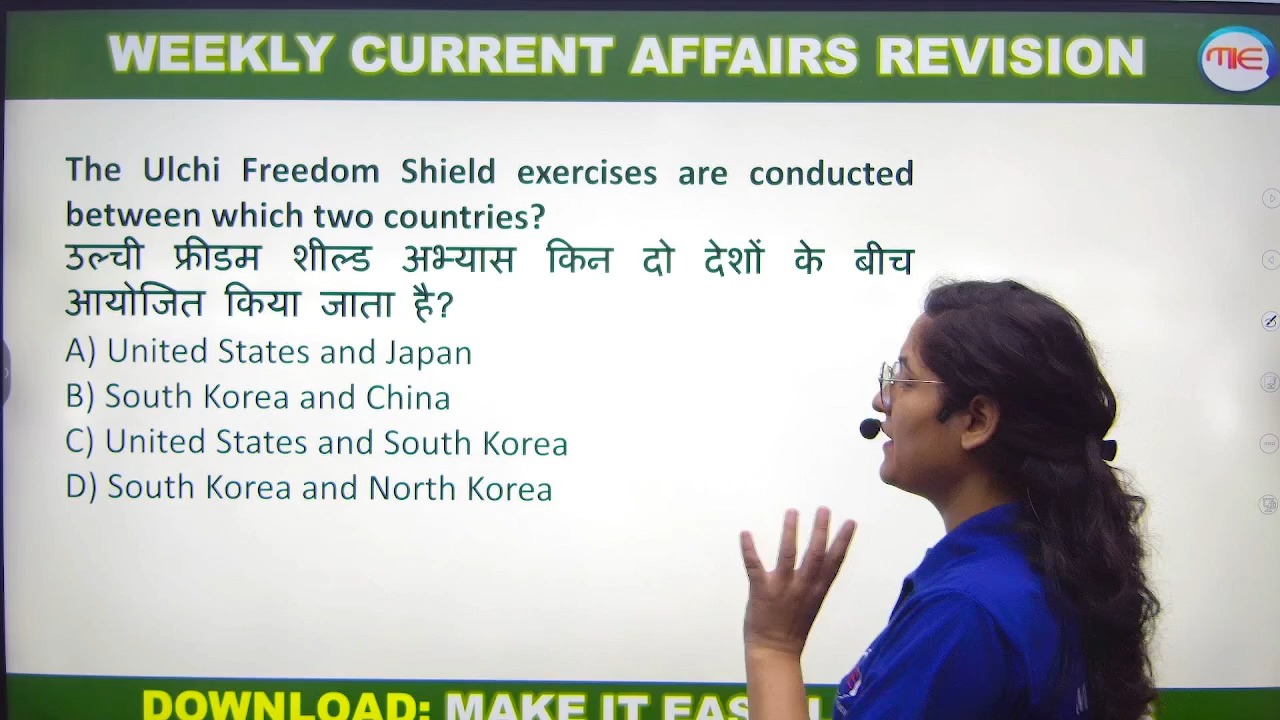 WEEKLY CURRENT AFFAIRS REVISION
MIE
The Ulchi Freedom Shield exercises are conducted
between which two countries?
उल्ची फ्रीडम शील्ड अभ्यास किन दो देशों के बीच
आयोजित किया जाता है?
A) United States and Japan
B) South Korea and China
C) United States and South Korea
D) South Korea and North Korea
DOWNLOAD: MAKE IT